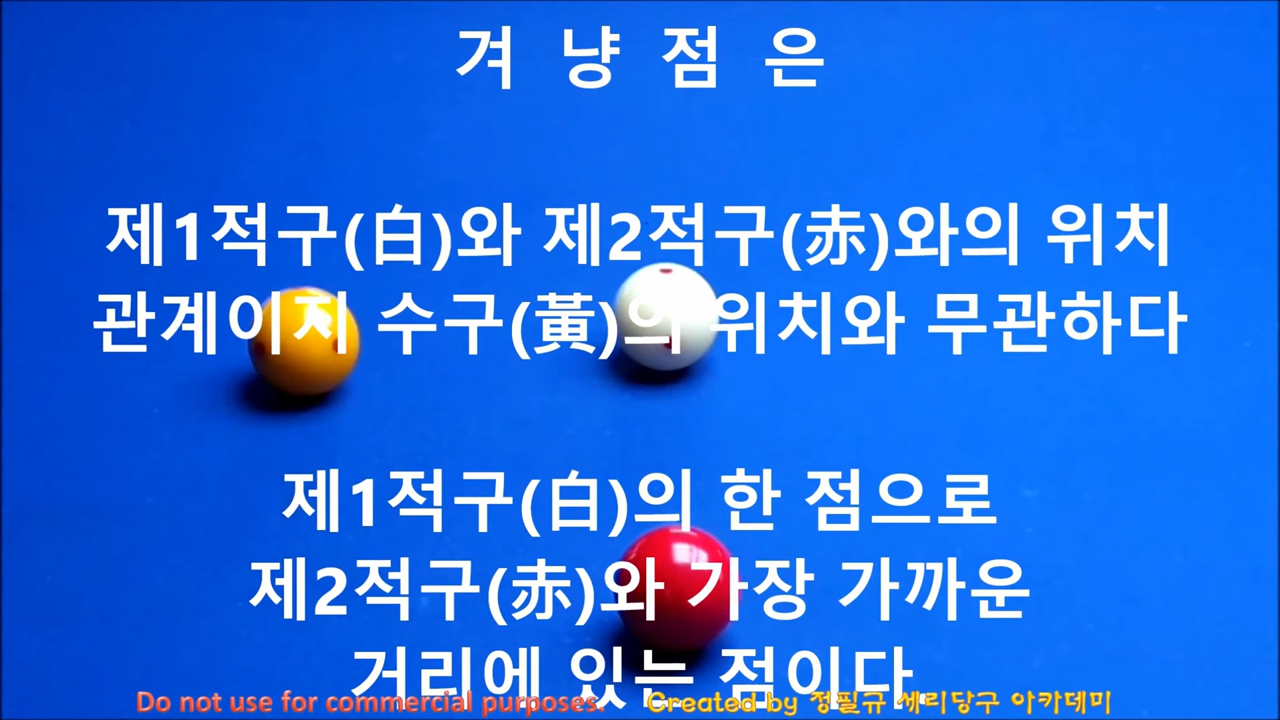 겨 냥 점 은
제1적구(白)와 제2적구(赤)와의 위치
관계이지 수구(黃)의 위치와 무관하다
제1적구(白)의 한 점으로
제2적구(赤)와 가장 가까운
거리에 있는 점이다.
Do not use for commercial purposes. Created by 정필규 세리당구 아카데미